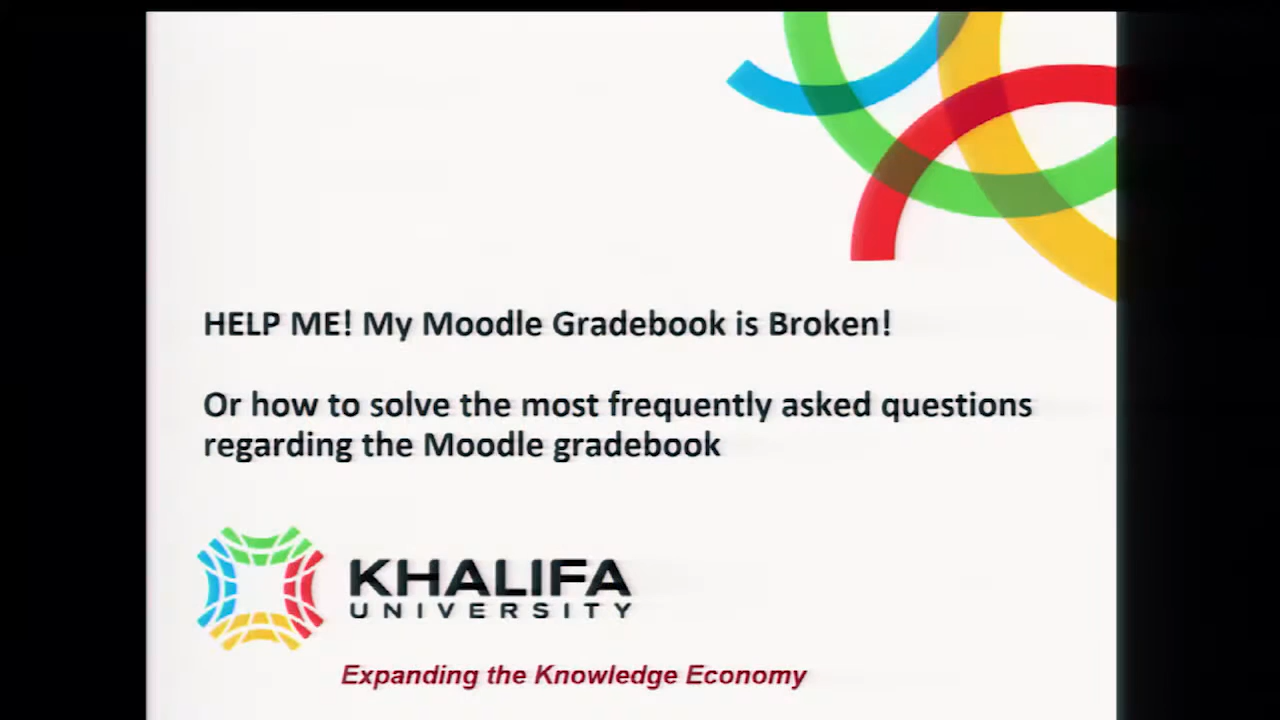 HELP ME! My Moodle Gradebook is Broken!
Or how to solve the most frequently asked questions
regarding the Moodle gradebook
KHALIFA
UNIVERSITY
Expanding the Knowledge Economy